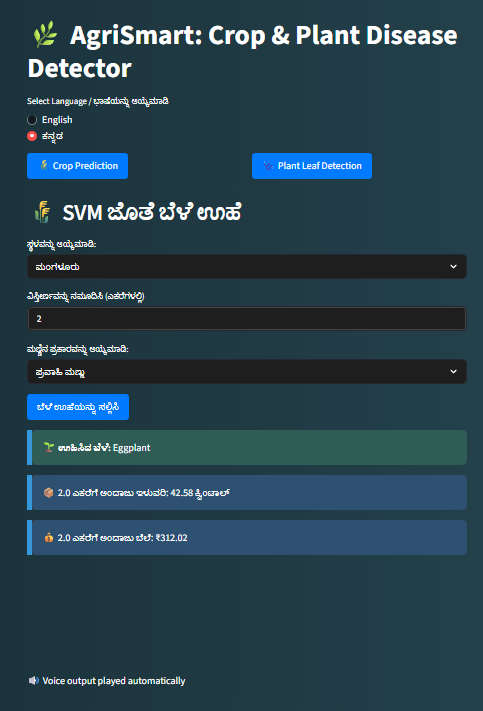 AgriSmart: Crop & Plant Disease
Detector
Select Language / ಭಾಷೆಯನ್ನು ಆಯ್ಕೆಮಾಡಿ
English
ಕನ್ನಡ
Crop Prediction
Plant Leaf Detection
SVM ಜೊತೆ ಬೆಳೆ ಊಹೆ
ಸ್ಥಳವನ್ನು ಆಯ್ಕೆಮಾಡಿ:
ಮಂಗಳೂರು
ವಿಸ್ತೀರ್ಣವನ್ನು ನಮೂದಿಸಿ (ಎಕರೆಗಳಲ್ಲಿ)
2
ಮಣ್ಣಿನ ಪ್ರಕಾರವನ್ನು ಆಯ್ಕೆಮಾಡಿ:
ಪ್ರವಾಹಿ ಮಣ್ಣು
ಬೆಳೆ ಊಹೆಯನ್ನು ಸಲ್ಲಿಸಿ
ಊಹಿಸಿದ ಬೆಳೆ: Eggplant
2.0 ಎಕರೆಗೆ ಅಂದಾಜು ಇಳುವರಿ: 42.58 ಕ್ವಿಂಟಾಲ್
2.0 ಎಕರೆಗೆ ಅಂದಾಜು ಬೆಲೆ: ₹312.02
Voice output played automatically